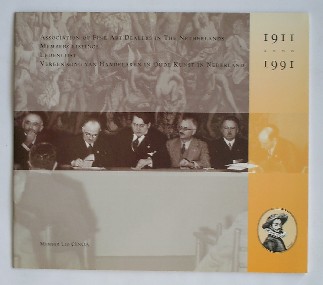 Association of Fine Art Dealers in The Netherlands
Members Listings
Ledenlijst
Vereeniging van Handelaren in Oude Kunst in Nederland
1911
1991